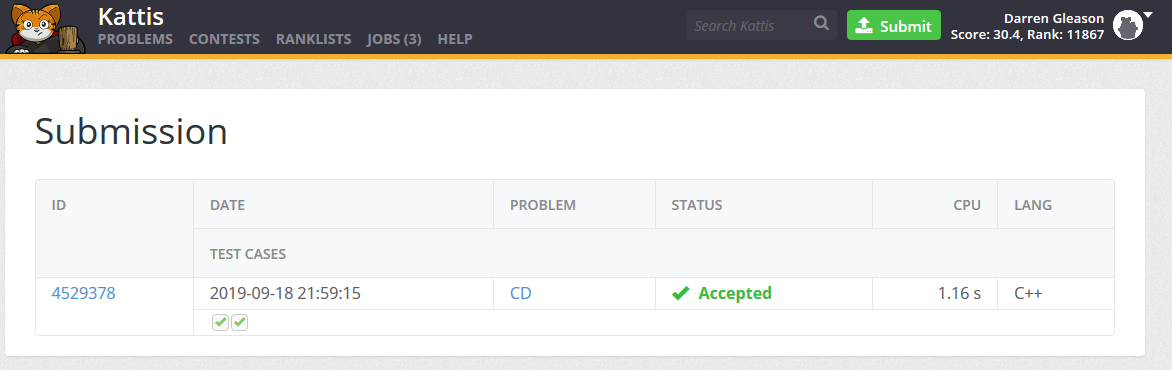 Kattis
PROBLEMS CONTESTS RANKLISTS JOBS (3) HELP
Search Kattis
Submit
Darren Gleason
Score: 30.4, Rank: 11867
Submission
ID DATE PROBLEM STATUS CPU LANG
TEST CASES
4529378 2019-09-18 21:59:15 CD Accepted 1.16 s C++